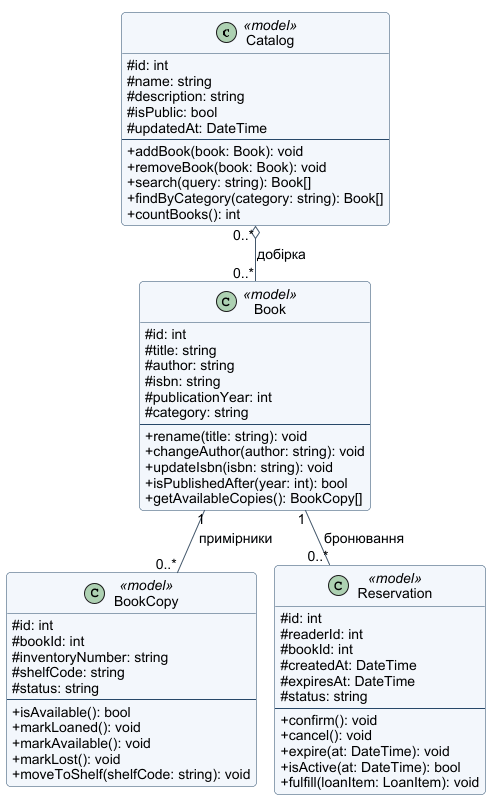 «model»
C
Catalog
#id: int
#name: string
#description: string
#isPublic: bool
#updatedAt: DateTime
+addBook(book: Book): void
+removeBook(book: Book): void
+search(query: string): Book[]
+findByCategory(category: string): Book[]
+countBooks(): int
0..*
добірка
0..*
«model»
C
Book
#id: int
#title: string
#author: string
#isbn: string
#publicationYear: int
#category: string
+rename(title: string): void
+changeAuthor(author: string): void
+updateIsbn(isbn: string): void
+isPublishedAfter(year: int): bool
+getAvailableCopies(): BookCopy[]
1
примірники
0..*
1
бронювання
0..*
«model»
C
BookCopy
#id: int
#bookId: int
#inventoryNumber: string
#shelfCode: string
#status: string
+isAvailable(): bool
+markLoaned(): void
+markAvailable(): void
+markLost(): void
+moveToShelf(shelfCode: string): void
«model»
C
Reservation
#id: int
#readerId: int
#bookId: int
#createdAt: DateTime
#expiresAt: DateTime
#status: string
+confirm(): void
+cancel(): void
+expire(at: DateTime): void
+isActive(at: DateTime): bool
+fulfill(loanItem: LoanItem): void